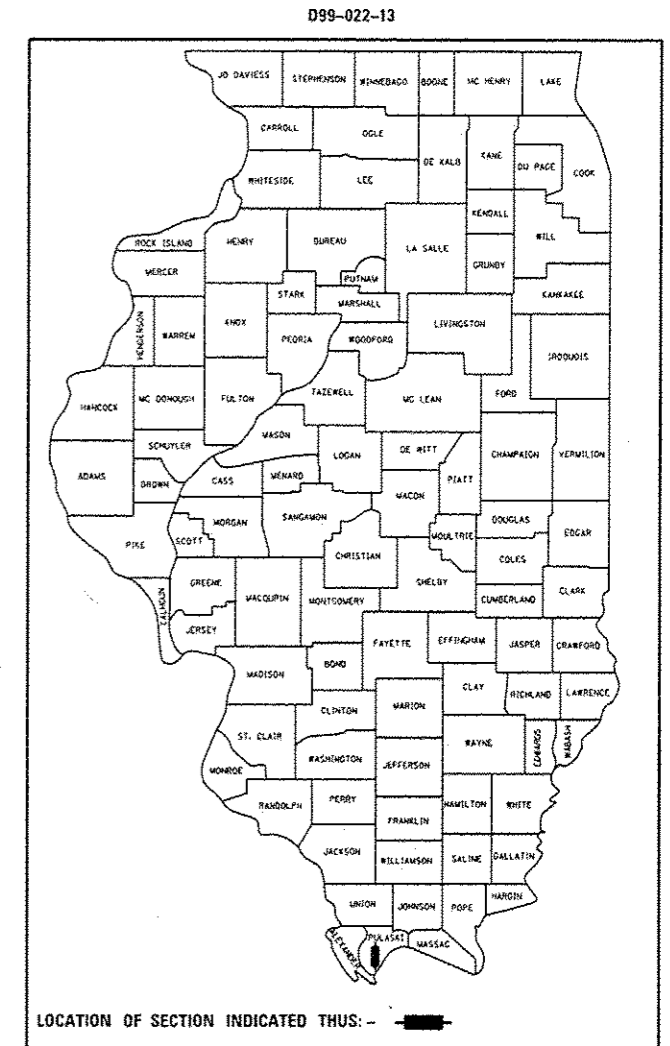 D99-022-13
JO DAVIESS STEPHENSON WINNEBAGO BOONE MC HENRY LAKE
CARROLL OGLE DE KALB KANE DU PAGE COOK
WHITESIDE LEE KENDALL WILL
ROCK ISLAND HENRY BUREAU LA SALLE GRUNDY
MERCER PUTNAM KANKAKEE
STARK MARSHALL
HENDERSON WARREN KNOX PEORIA WOODFORD LIVINGSTON IROQUOIS
HANCOCK MC DONOUGH FULTON TAZEWELL MC LEAN FORD
MASON
SCHUYLER LOGAN DE WITT CHAMPAIGN VERMILION
ADAMS BROWN CASS MENARD PIATT
MACON
PIKE SCOTT MORGAN SANGAMON MOULTRIE DOUGLAS EDGAR
CHRISTIAN COLES
CALHOUN GREENE MACOUPIN MONTGOMERY SHELBY CUMBERLAND CLARK
JERSEY
FAYETTE EFFINGHAM JASPER CRAWFORD
MADISON BOND
CLAY RICHLAND LAWRENCE
CLINTON MARION
ST. CLAIR WAYNE EDWARDS WABASH
MONROE WASHINGTON JEFFERSON
RANDOLPH PERRY HAMILTON WHITE
FRANKLIN
JACKSON WILLIAMSON SALINE GALLATIN
UNION JOHNSON POPE HARDIN
ALEXANDER PULASKI MASSAC
LOCATION OF SECTION INDICATED THUS: -